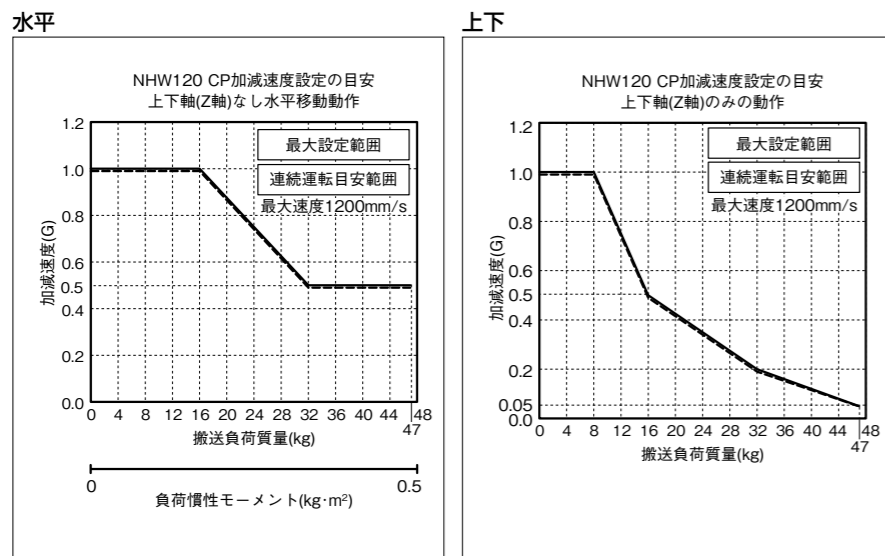 水平
NHW120 CP加減速度設定の目安
上下軸(Z軸)なし水平移動動作
最大設定範囲
連続運転目安範囲
最大速度1200mm/s
加減速度(G)
1.2
1.0
0.8
0.6
0.5
0.4
0.2
0.0
0 4 8 12 16 20 24 28 32 36 40 44 48
47
搬送負荷質量(kg)
0 0.5
負荷慣性モーメント(kg·m²)
上下
NHW120 CP加減速度設定の目安
上下軸(Z軸)のみの動作
最大設定範囲
連続運転目安範囲
最大速度1200mm/s
加減速度(G)
1.2
1.0
0.8
0.6
0.5
0.4
0.2
0.05
0.0
0 4 8 12 16 20 24 28 32 36 40 44 48
47
搬送負荷質量(kg)